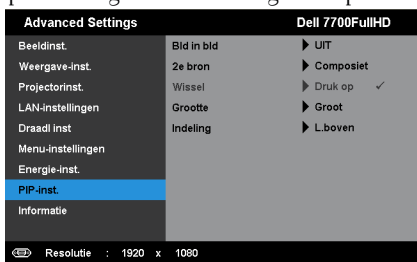 Advanced Settings Dell 7700FullHD
Beeldinst. Bld in bld UIT
Weergave-inst. 2e bron Composiet
Projectorinst. Wissel Druk op ✓
LAN-instellingen Grootte Groot
Draadl inst Indeling L.boven
Menu-instellingen
Energie-inst.
PIP-inst.
Informatie
Resolutie : 1920 x 1080